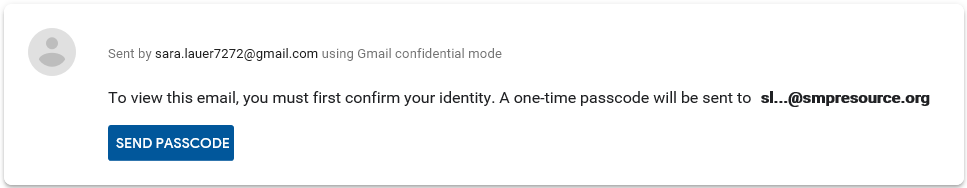 Sent by sara.lauer7272@gmail.com using Gmail confidential mode
To view this email, you must first confirm your identity. A one-time passcode will be sent to sl...@smpresource.org
SEND PASSCODE